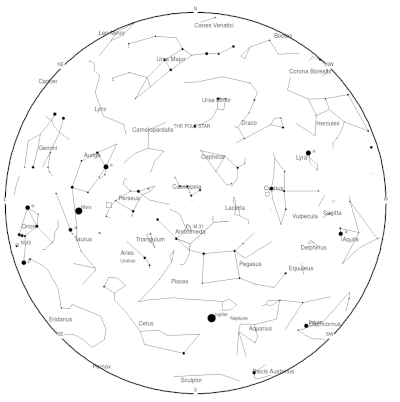 N
Canes Venatici
Leo Minor
Bootes
Ursa Major
NE
NW
Corona Borealis
Cancer
Ursa Minor
Lynx
Draco
Hercules
THE POLE STAR
Camelopardalis
Gemini
Auriga
Cepheus
Lyra
Cassiopeia
Cygnus
Perseus
E
W
Mars
Lacerta
Vulpecula
Sagitta
Orion
M 31
Andromeda
Taurus
Triangulum
Aquila
M42
Delphinus
Aries
Uranus
Pegasus
Equuleus
Pisces
Jupiter
Neptune
Eridanus
Cetus
Aquarius
Capricornus
SE
SW
Fornax
Piscis Austrinus
Sculptor
S